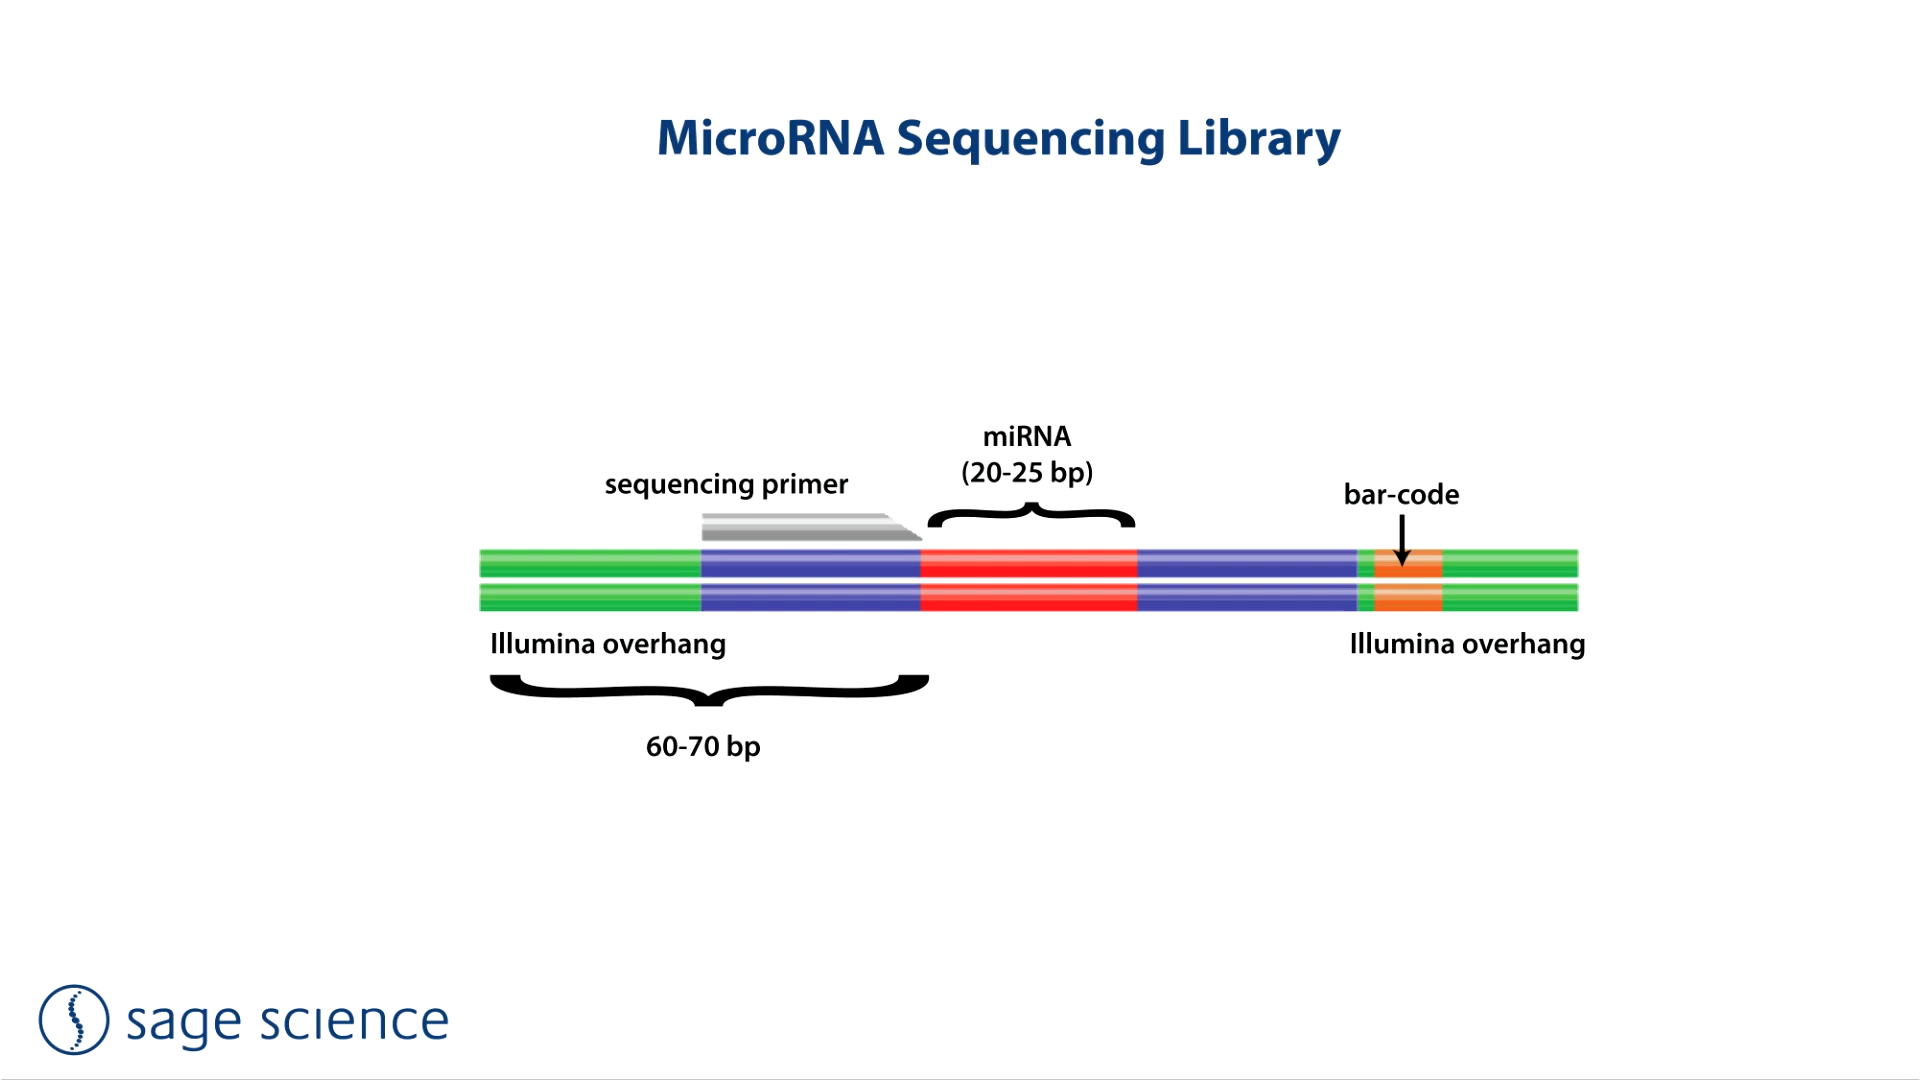 MicroRNA Sequencing Library
miRNA
(20-25 bp)
sequencing primer
bar-code
Illumina overhang
Illumina overhang
60-70 bp
sage science